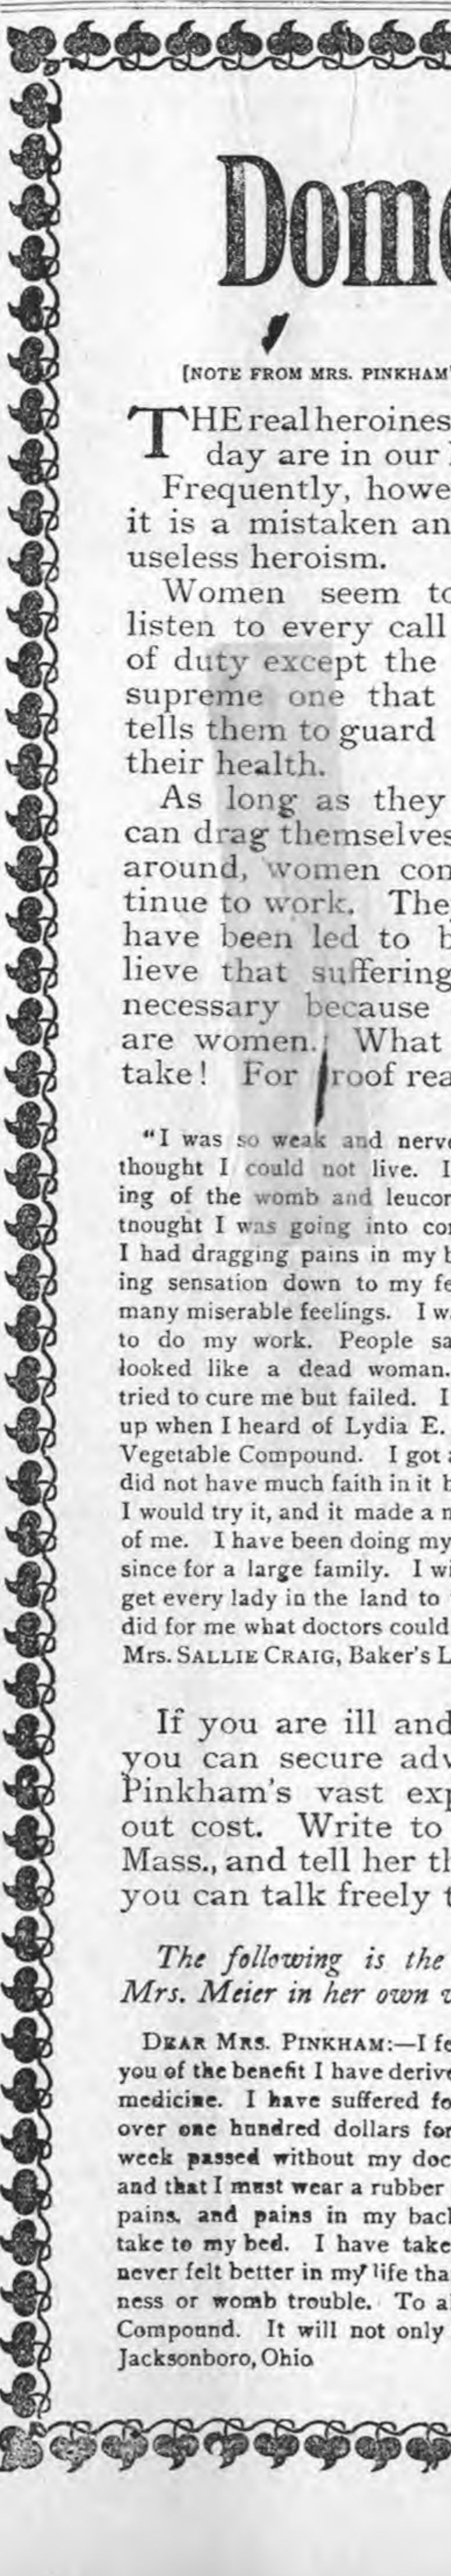 Dom
[NOTE FROM MRS. PINKHAM'
THE real heroines
day are in our
Frequently, howe
it is a mistaken an
useless heroism.
Women seem to
listen to every call
of duty except the
supreme one that
tells them to guard
their health.
As long as they
can drag themselves
around, women con
tinue to work. The
have been led to b
lieve that suffering
necessary because
are women. What
take! For proof rea
"I was so weak and nerv
thought I could not live. I
ing of the womb and leucor
tnought I was going into con
I had dragging pains in my b
ing sensation down to my fe
many miserable feelings. I w
to do my work. People sa
looked like a dead woman.
tried to cure me but failed. I
up when I heard of Lydia E.
Vegetable Compound. I got a
did not have much faith in it b
I would try it, and it made a n
of me. I have been doing my
since for a large family. I wi
get every lady in the land to
did for me what doctors could
Mrs. SALLIE CRAIG, Baker's L
If you are ill and
you can secure adv
Pinkham's vast exp
out cost. Write to
Mass., and tell her th
you can talk freely t
The following is the
Mrs. Meier in her own
DEAR MRS. PINKHAM:—I fe
you of the benefit I have derive
medicine. I have suffered fo
over one hundred dollars for
week passed without my doc
and that I must wear a rubber
pains, and pains in my bac
take to my bed. I have take
never felt better in my life tha
ness or womb trouble. To a
Compound. It will not only
Jacksonboro, Ohio